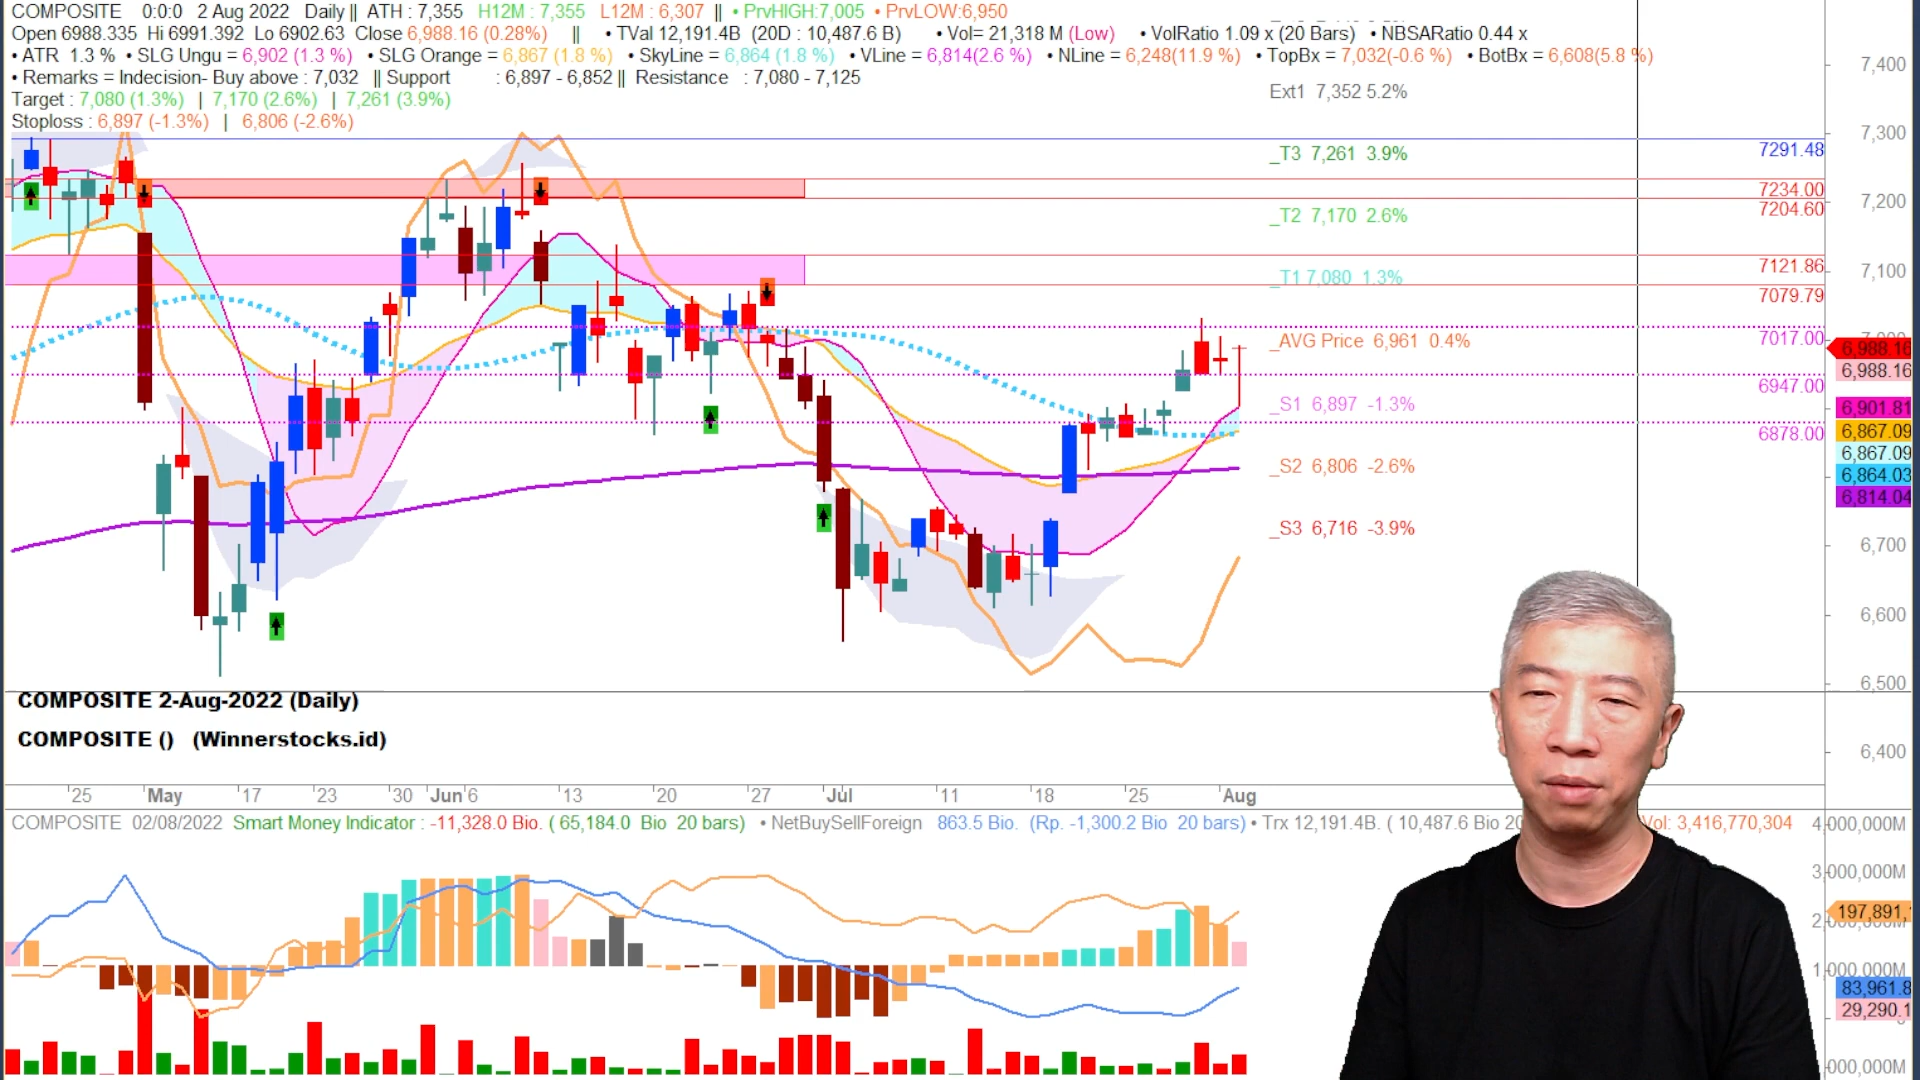 COMPOSITE 0:0:0 2 Aug 2022 Daily || ATH : 7,355 H12M : 7,355 L12M : 6,307 || • PrvHIGH:7,005 • PrvLOW:6,950
Open 6988.335 Hi 6991.392 Lo 6902.63 Close 6,988.16 (0.28%) || • TVal 12,191.4B (20D : 10,487.6 B) • Vol= 21,318 M (Low) • VolRatio 1.09 x (20 Bars) • NBSARatio 0.44 x
• ATR 1.3 % • SLG Ungu = 6,902 (1.3 %) • SLG Orange = 6,867 (1.8 %) • SkyLine = 6,864 (1.8 %) • VLine = 6,814(2.6 %) • NLine = 6,248(11.9 %) • TopBx = 7,032(-0.6 %) • BotBx = 6,608(5.8 %)
• Remarks = Indecision- Buy above : 7,032 || Support : 6,897 - 6,852 || Resistance : 7,080 - 7,125
Target : 7,080 (1.3%) | 7,170 (2.6%) | 7,261 (3.9%)
Stoploss : 6,897 (-1.3%) | 6,806 (-2.6%)
Ext1 7,352 5.2%
_T3 7,261 3.9%
_T2 7,170 2.6%
_T1 7,080 1.3%
_AVG Price 6,961 0.4%
_S1 6,897 -1.3%
_S2 6,806 -2.6%
_S3 6,716 -3.9%
7291.48
7234.00
7204.60
7121.86
7079.79
7017.00
6947.00
6878.00
7,400
7,300
7,200
7,100
6,988.16
6,988.16
6,901.81
6,867.09
6,867.09
6,864.03
6,814.04
6,700
6,600
6,500
6,400
COMPOSITE 2-Aug-2022 (Daily)
COMPOSITE () (Winnerstocks.id)
25 May 17 23 30 Jun 6 13 20 27 Jul 11 18 25 Aug
COMPOSITE 02/08/2022 Smart Money Indicator : -11,328.0 Bio. ( 65,184.0 Bio 20 bars) • NetBuySellForeign 863.5 Bio. (Rp. -1,300.2 Bio 20 bars) • Trx 12,191.4B. ( 10,487.6 Bio 20 Vol: 3,416,770,304
4,000,000M
3,000,000M
197,891,
1,000,000M
83,961.8
29,290.1
000,000M